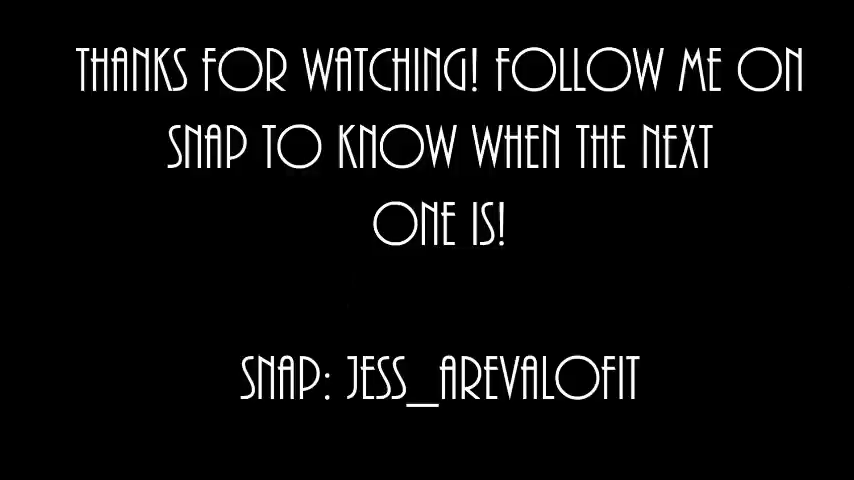 THANKS FOR WATCHING! FOLLOW ME ON
SNAP TO KNOW WHEN THE NEXT
ONE IS!
SNAP: JESS_AREVALOFIT